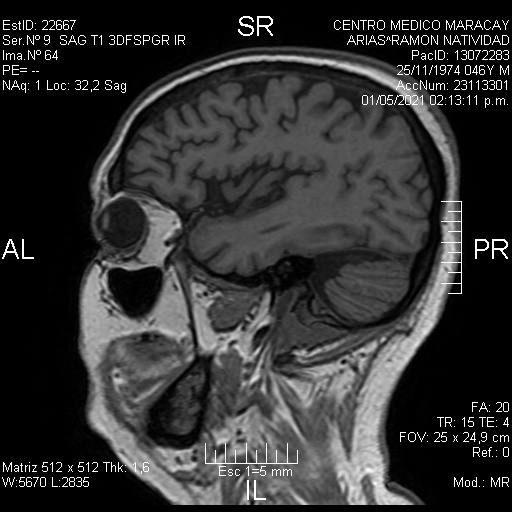 EstID: 22667
Ser.Nº 9 SAG T1 3DFSPGR IR
Ima.Nº 64
PE= --
NAq: 1 Loc: 32,2 Sag
SR
CENTRO MEDICO MARACAY
ARIAS^RAMON NATIVIDAD
PacID: 13072283
25/11/1974 046Y M
AccNum: 23113301
01/05/2021 02:13:11 p.m.
AL
PR
Matriz 512 x 512 Thk: 1,6
W:5670 L:2835
Esc 1=5 mm
IL
FA: 20
TR: 15 TE: 4
FOV: 25 x 24,9 cm
Ref.: 0
Mod.: MR